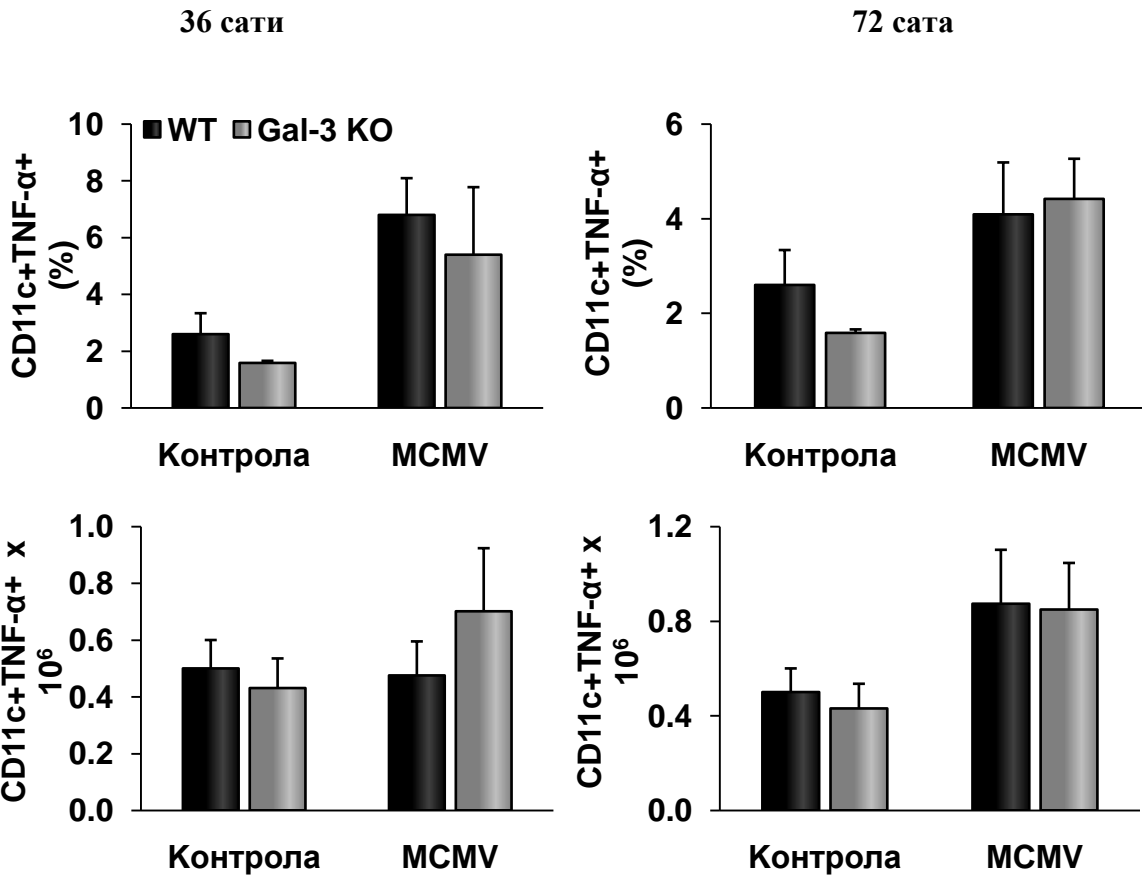 36 сати
72 сата
CD11c+TNF-α+
(%)
10
8
6
4
2
0
WT Gal-3 KO
Контрола MCMV
CD11c+TNF-α+
(%)
6
4
2
0
Контрола MCMV
CD11c+TNF-α+ x
10⁶
1.0
0.8
0.6
0.4
0.2
0.0
Контрола MCMV
CD11c+TNF-α+ x
10⁶
1.2
0.8
0.4
0.0
Контрола MCMV